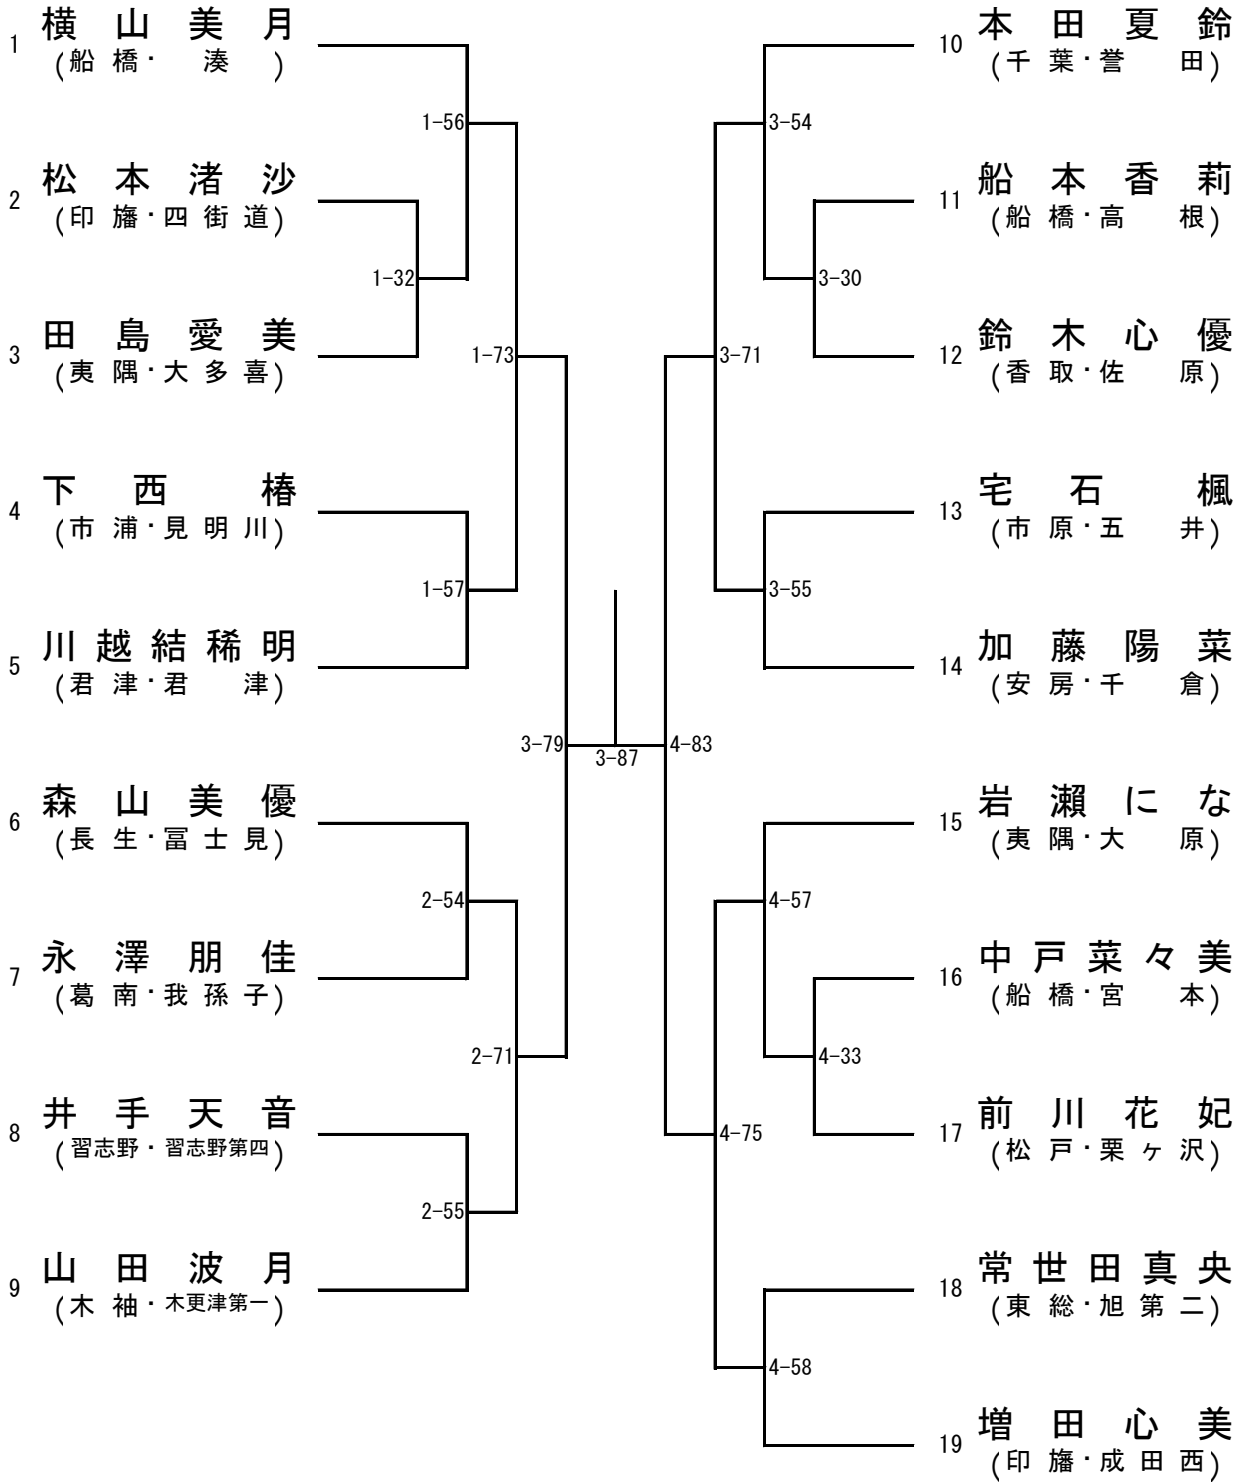 1 横山美月
(船橋・湊)
1-56
2 松本渚沙
(印旛・四街道)
1-32
3 田島愛美
(夷隅・大多喜)
1-73
4 下西椿
(市浦・見明川)
1-57
5 川越結稀明
(君津・君津)
3-79
6 森山美優
(長生・冨士見)
2-54
7 永澤朋佳
(葛南・我孫子)
2-71
8 井手天音
(習志野・習志野第四)
2-55
9 山田波月
(木袖・木更津第一)
3-87
10 本田夏鈴
(千葉・誉田)
3-54
11 船本香莉
(船橋・高根)
3-30
12 鈴木心優
(香取・佐原)
3-71
13 宅石楓
(市原・五井)
3-55
14 加藤陽菜
(安房・千倉)
4-83
15 岩瀬にな
(夷隅・大原)
4-57
16 中戸菜々美
(船橋・宮本)
4-33
17 前川花妃
(松戸・栗ヶ沢)
4-75
18 常世田真央
(東総・旭第二)
4-58
19 増田心美
(印旛・成田西)